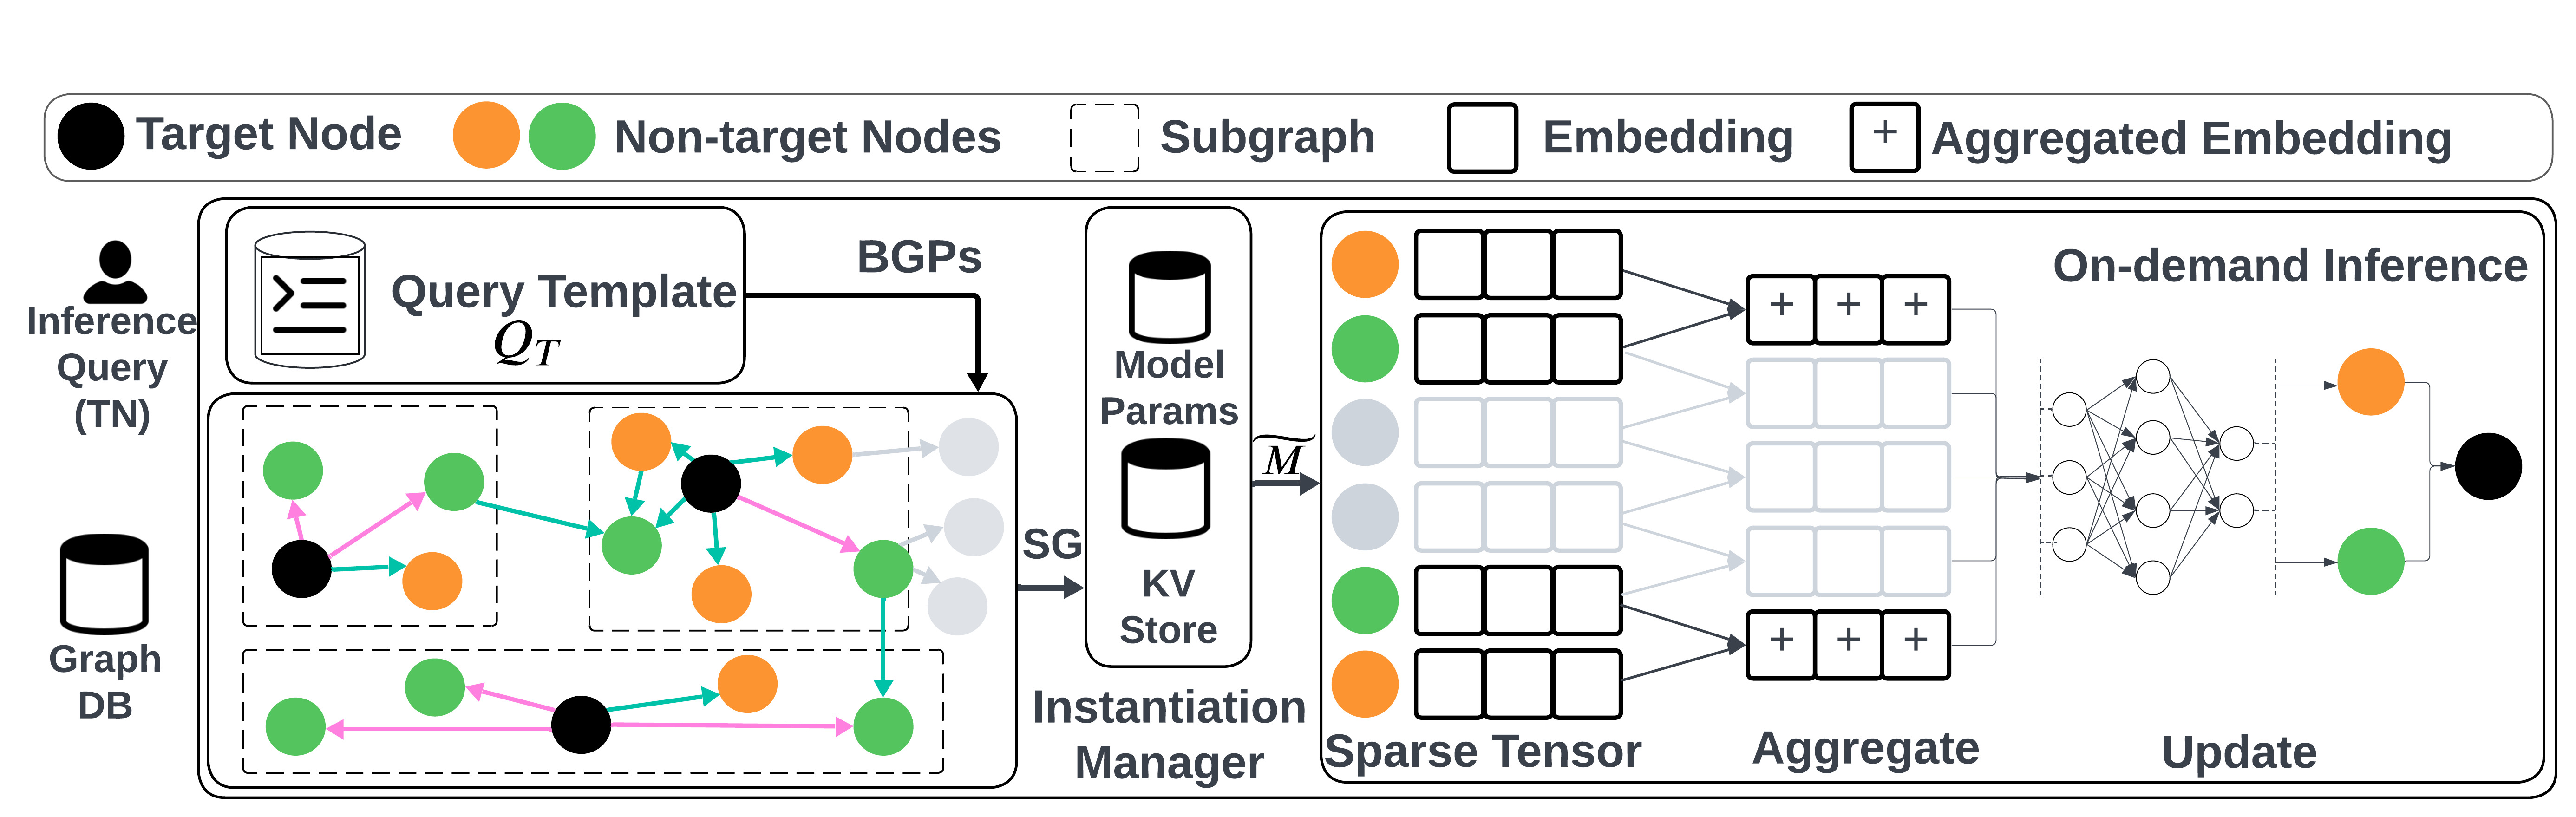 Target Node
Non-target Nodes
Subgraph
Embedding
+
Aggregated Embedding
Inference
Query
(TN)
Graph
DB
Query Template
Q_T
BGPs
SG
Model
Params
KV
Store
Instantiation
Manager
\widetilde{M}
+ + +
+ + +
Sparse Tensor
Aggregate
On-demand Inference
Update